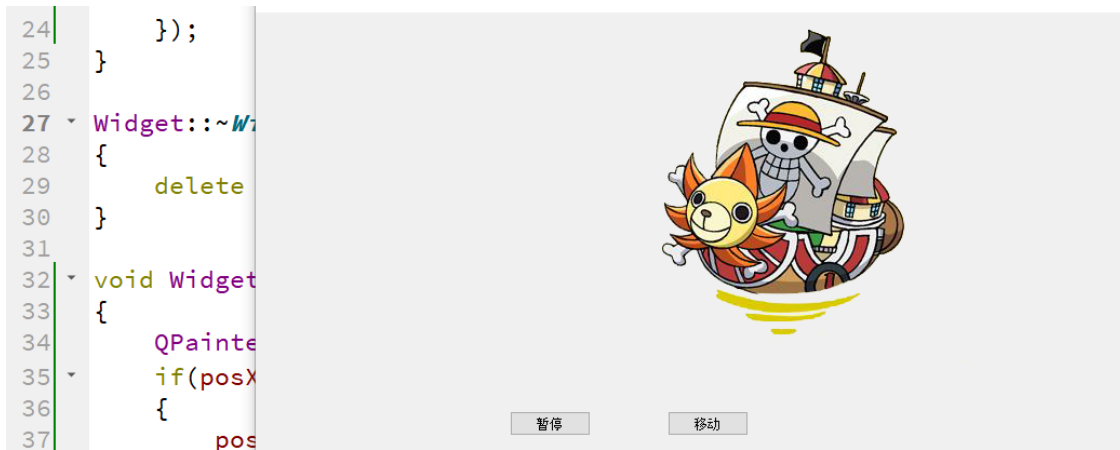 24 });
25 }
26
27 Widget::~
28 {
29 delete
30 }
31
32 void Widget
33 {
34 QPainte
35 if(posX
36 {
37 pos
暂停
移动